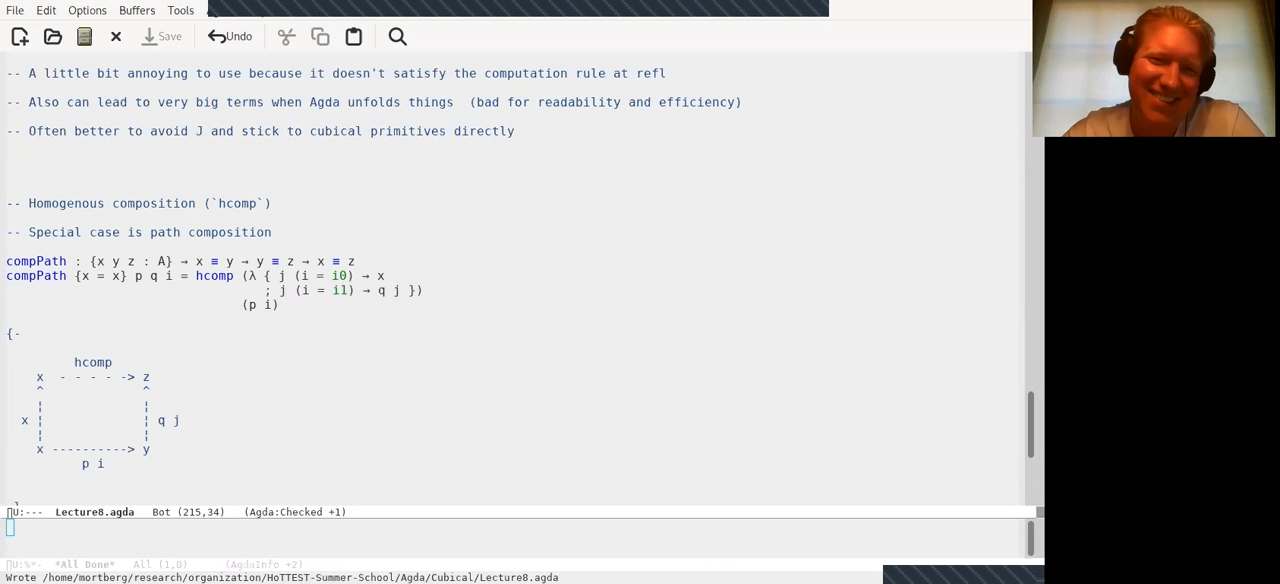 File Edit Options Buffers Tools
Save Undo
-- A little bit annoying to use because it doesn't satisfy the computation rule at refl
-- Also can lead to very big terms when Agda unfolds things  (bad for readability and efficiency)
-- Often better to avoid J and stick to cubical primitives directly
-- Homogenous composition (`hcomp`)
-- Special case is path composition
compPath : {x y z : A} → x ≡ y → y ≡ z → x ≡ z
compPath {x = x} p q i = hcomp (λ { j (i = i0) → x
; j (i = i1) → q j })
(p i)
{-
hcomp
x  - - - - -> z
^             ^
¦             ¦
x ¦             ¦ q j
¦             ¦
x ----------> y
p i
U:---  Lecture8.agda   Bot (215,34)   (Agda:Checked +1)
U:%*-  *All Done*   All (1,0)     (AgdaInfo +2)
Wrote /home/mortberg/research/organization/HoTTEST-Summer-School/Agda/Cubical/Lecture8.agda